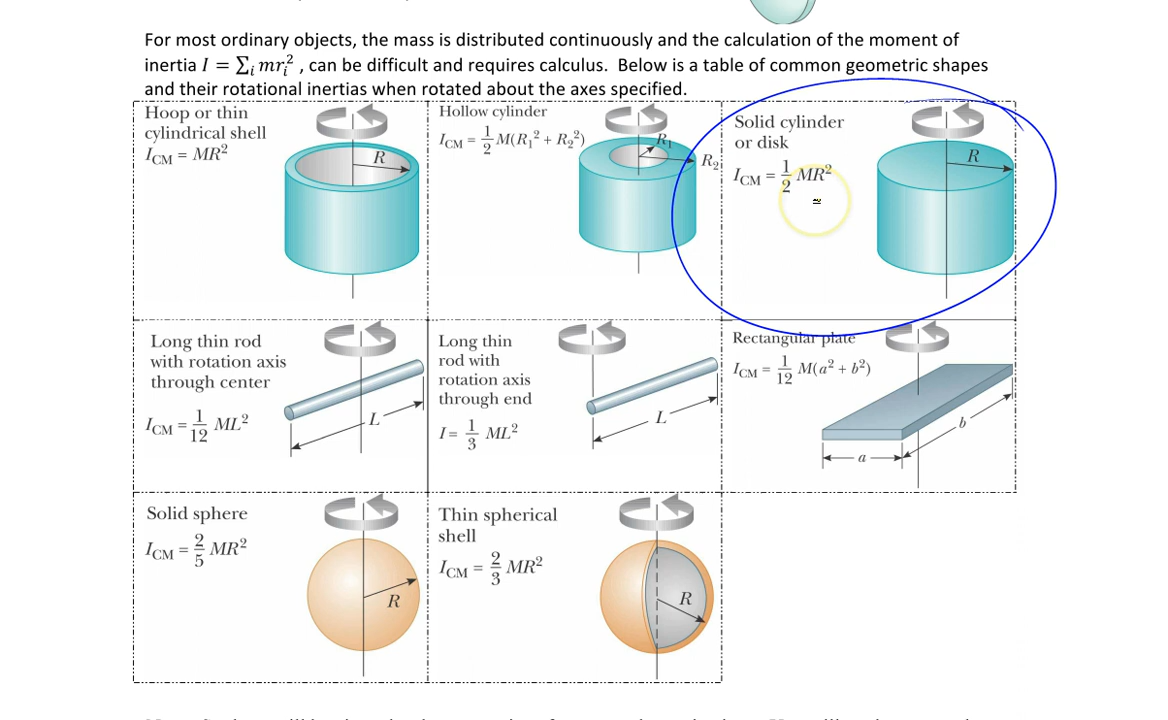 For most ordinary objects, the mass is distributed continuously and the calculation of the moment of
inertia I = ∑ᵢ mrᵢ² , can be difficult and requires calculus. Below is a table of common geometric shapes
and their rotational inertias when rotated about the axes specified.
Hoop or thin
cylindrical shell
I_CM = MR²
R
Hollow cylinder
I_CM = 1/2 M(R₁² + R₂²)
R₁
R₂
Solid cylinder
or disk
I_CM = 1/2 MR²
R
Long thin rod
with rotation axis
through center
I_CM = 1/12 ML²
L
Long thin
rod with
rotation axis
through end
I = 1/3 ML²
L
Rectangular plate
I_CM = 1/12 M(a² + b²)
b
a
Solid sphere
I_CM = 2/5 MR²
R
Thin spherical
shell
I_CM = 2/3 MR²
R